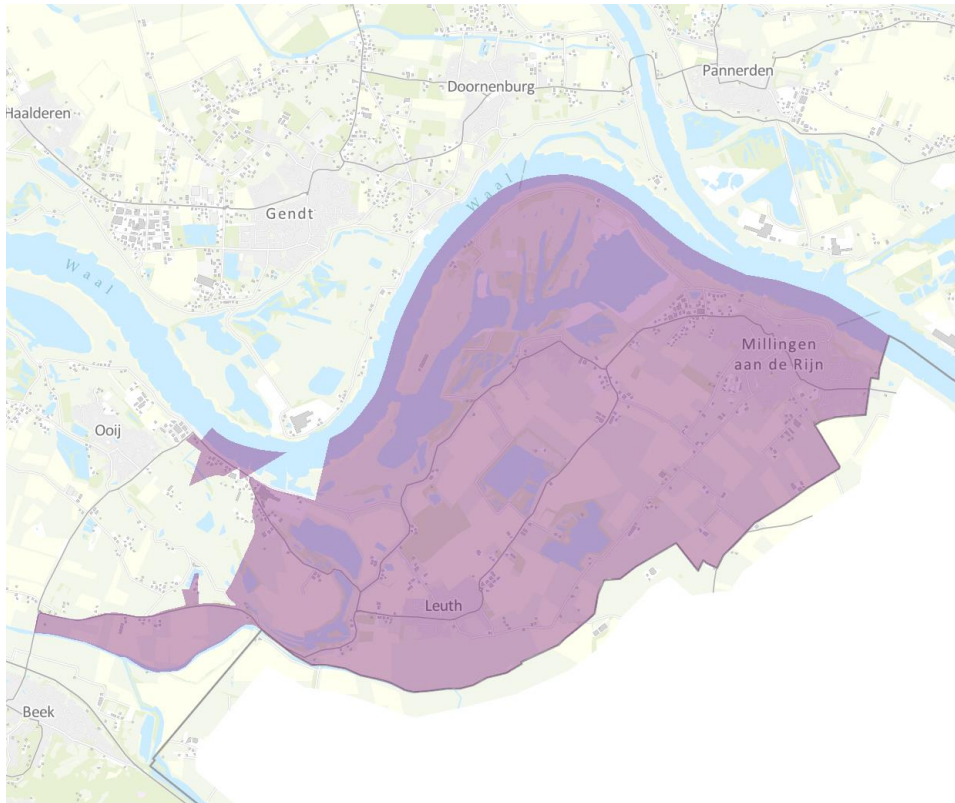 Pannerden
Doornenburg
Haalderen
Waal
Gendt
Waal
Millingen
aan de Rijn
Ooij
Leuth
Beek